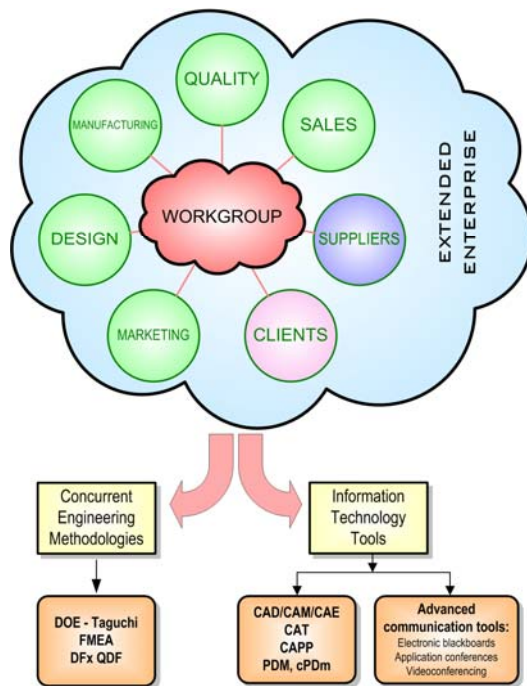 QUALITY
MANUFACTURING
SALES
WORKGROUP
DESIGN
SUPPLIERS
EXTENDED
ENTERPRISE
MARKETING
CLIENTS
Concurrent
Engineering
Methodologies
Information
Technology
Tools
DOE - Taguchi
FMEA
DFx QDF
CAD/CAM/CAE
CAT
CAPP
PDM, cPDm
Advanced
communication tools:
Electronic blackboards
Application conferences
Videoconferencing